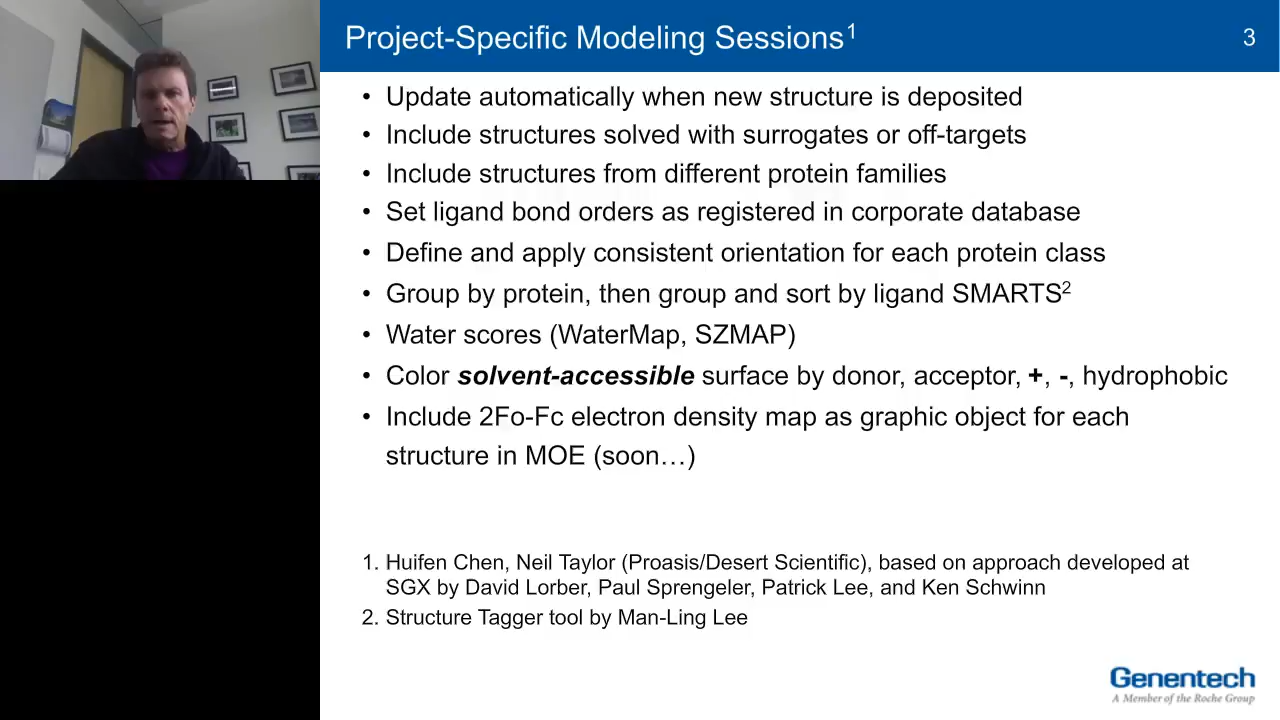 Project-Specific Modeling Sessions1
3
• Update automatically when new structure is deposited
• Include structures solved with surrogates or off-targets
• Include structures from different protein families
• Set ligand bond orders as registered in corporate database
• Define and apply consistent orientation for each protein class
• Group by protein, then group and sort by ligand SMARTS2
• Water scores (WaterMap, SZMAP)
• Color solvent-accessible surface by donor, acceptor, +, -, hydrophobic
• Include 2Fo-Fc electron density map as graphic object for each
structure in MOE (soon…)
1. Huifen Chen, Neil Taylor (Proasis/Desert Scientific), based on approach developed at
SGX by David Lorber, Paul Sprengeler, Patrick Lee, and Ken Schwinn
2. Structure Tagger tool by Man-Ling Lee
Genentech
A Member of the Roche Group